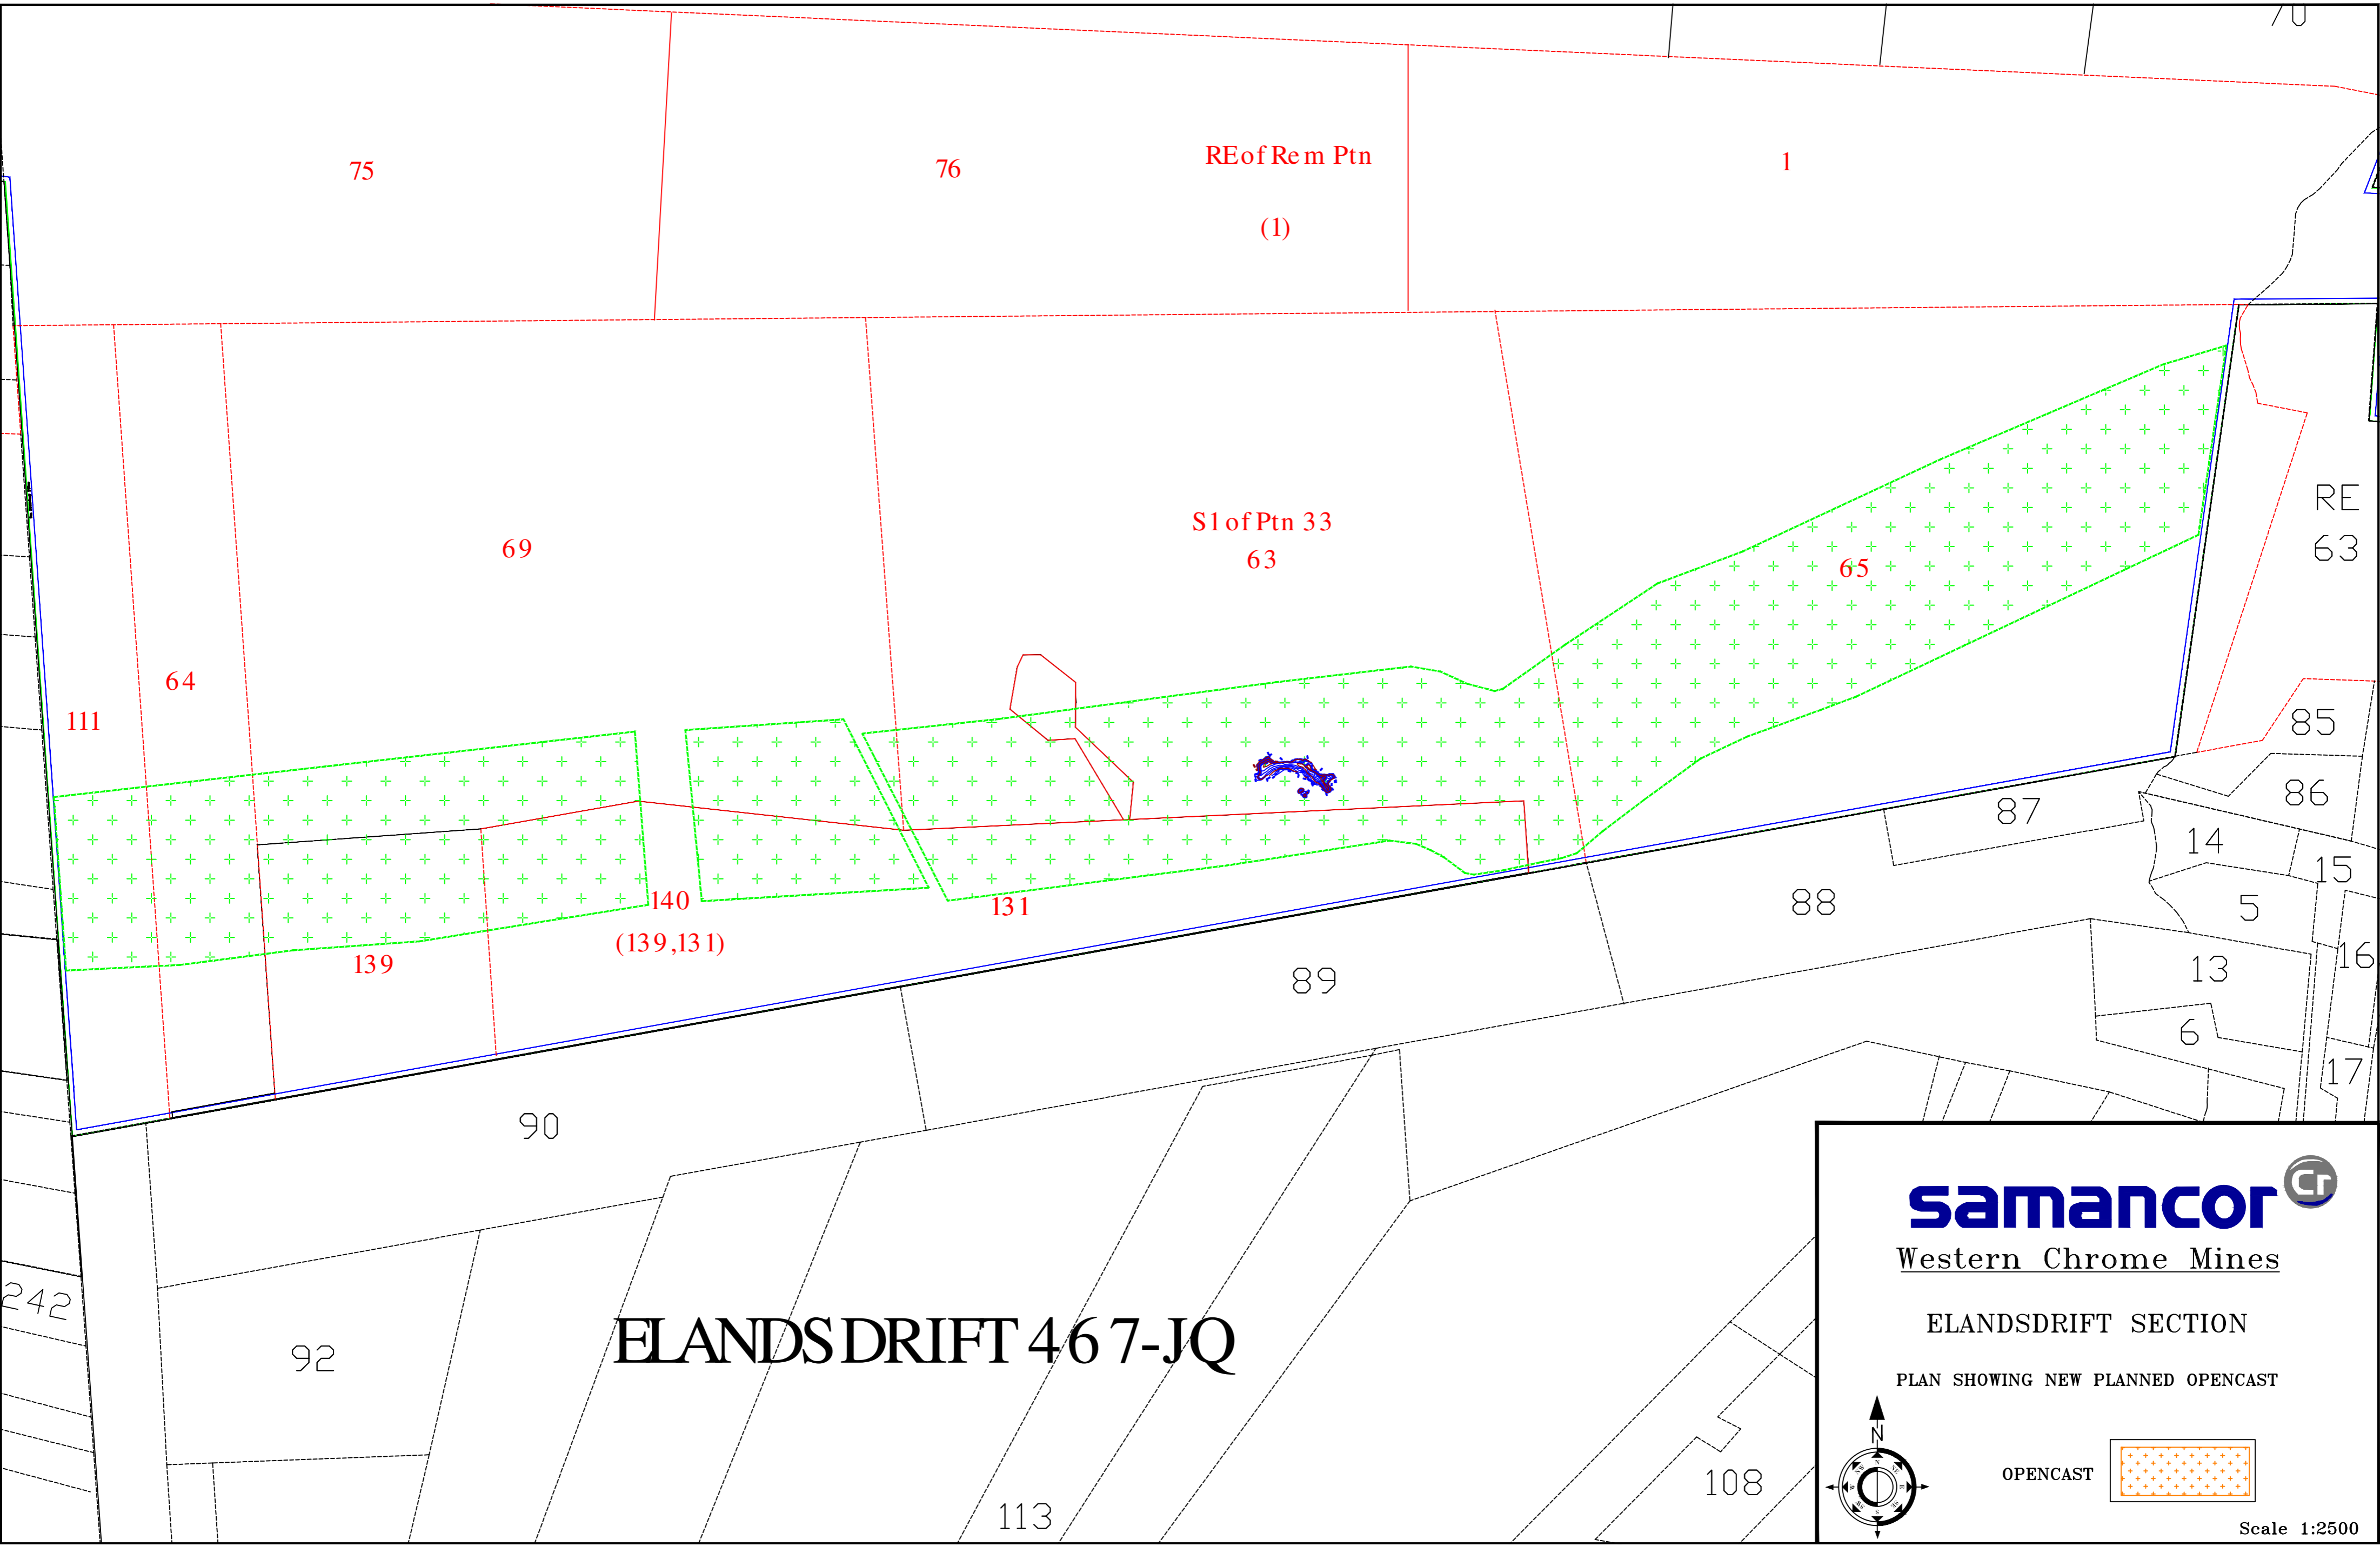 70
75
76
REof Rem Ptn
(1)
1
69
S1 of Ptn 33
63
65
RE
63
64
111
85
86
87
14
15
5
88
16
13
6
17
140
(139,131)
131
139
89
90
242
92
ELANDSDRIFT 467-JQ
113
108
samancor Cr
Western Chrome Mines
ELANDSDRIFT SECTION
PLAN SHOWING NEW PLANNED OPENCAST
N
OPENCAST
Scale 1:2500